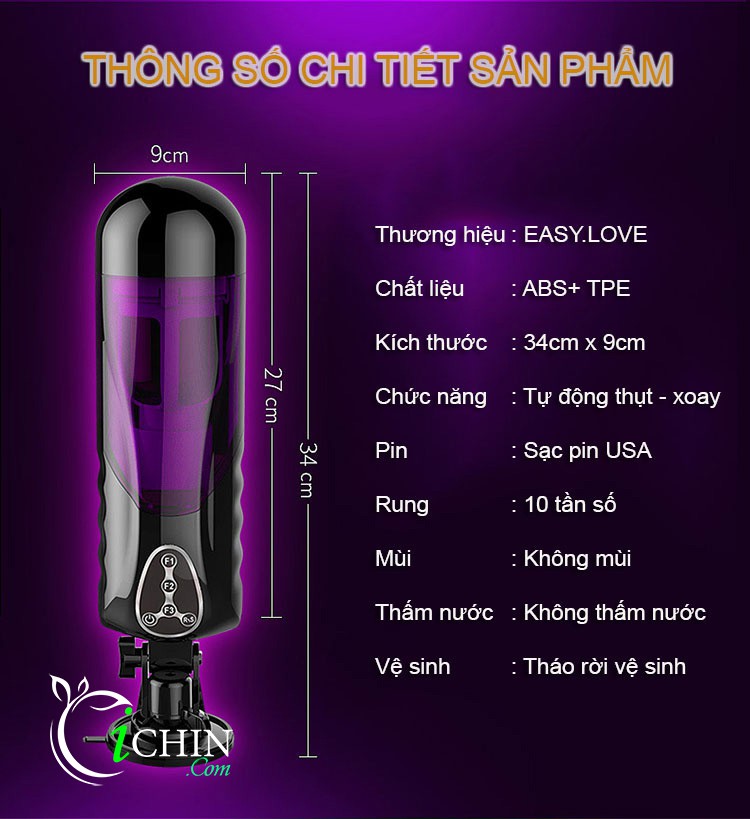 THÔNG SỐ CHI TIẾT SẢN PHẨM
9cm
27 cm
34 cm
Thương hiệu : EASY.LOVE
Chất liệu : ABS+ TPE
Kích thước : 34cm x 9cm
Chức năng : Tự động thụt - xoay
Pin : Sạc pin USA
Rung : 10 tần số
Mùi : Không mùi
Thấm nước : Không thấm nước
Vệ sinh : Tháo rời vệ sinh
F1
F2
F3
R·S
iCHIN
.Com